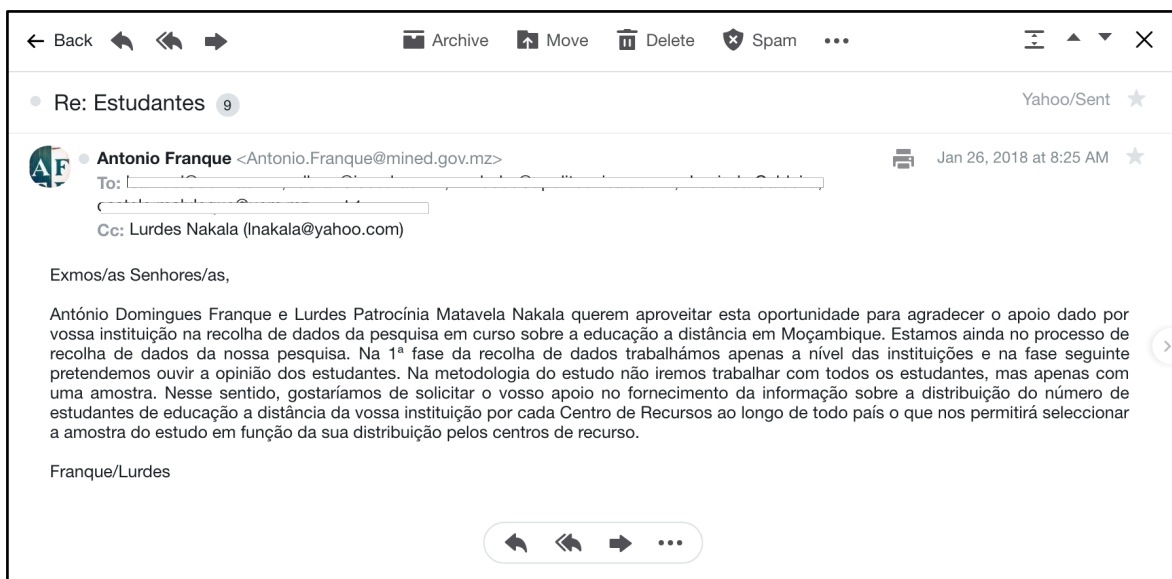 Back
Archive
Move
Delete
Spam
Re: Estudantes 9
Yahoo/Sent
AF
Antonio Franque <Antonio.Franque@mined.gov.mz>
Jan 26, 2018 at 8:25 AM
To:
Cc: Lurdes Nakala (lnakala@yahoo.com)
Exmos/as Senhores/as,
António Domingues Franque e Lurdes Patrocínia Matavela Nakala querem aproveitar esta oportunidade para agradecer o apoio dado por
vossa instituição na recolha de dados da pesquisa em curso sobre a educação a distância em Moçambique. Estamos ainda no processo de
recolha de dados da nossa pesquisa. Na 1ª fase da recolha de dados trabalhámos apenas a nível das instituições e na fase seguinte
pretendemos ouvir a opinião dos estudantes. Na metodologia do estudo não iremos trabalhar com todos os estudantes, mas apenas com
uma amostra. Nesse sentido, gostaríamos de solicitar o vosso apoio no fornecimento da informação sobre a distribuição do número de
estudantes de educação a distância da vossa instituição por cada Centro de Recursos ao longo de todo país o que nos permitirá seleccionar
a amostra do estudo em função da sua distribuição pelos centros de recurso.
Franque/Lurdes